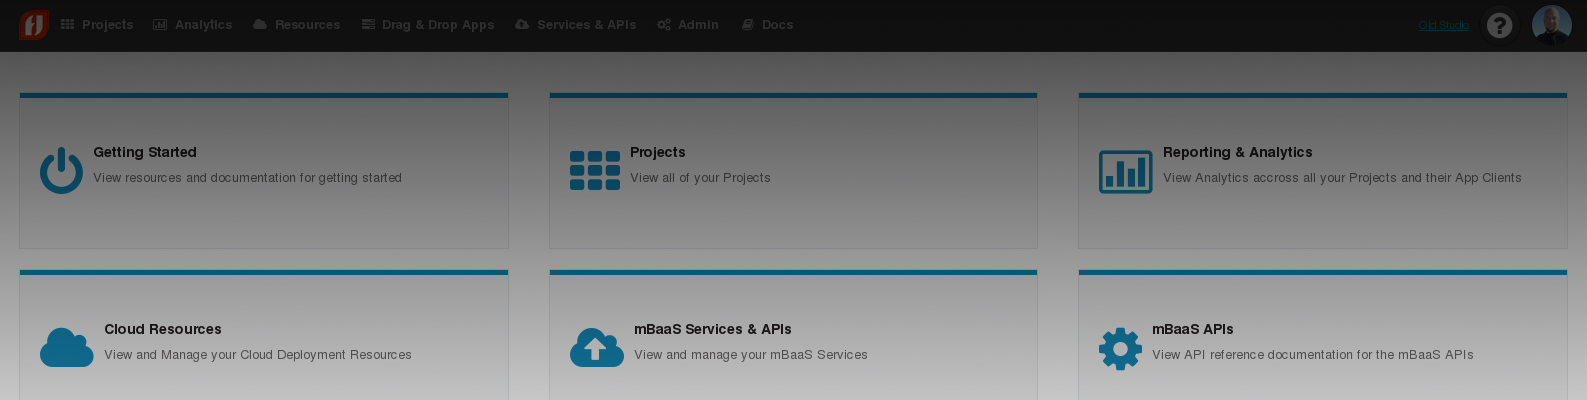 Projects Analytics Resources Drag & Drop Apps Services & APIs Admin Docs Old Studio ?
Getting Started
View resources and documentation for getting started
Projects
View all of your Projects
Reporting & Analytics
View Analytics accross all your Projects and their App Clients
Cloud Resources
View and Manage your Cloud Deployment Resources
mBaaS Services & APIs
View and manage your mBaaS Services
mBaaS APIs
View API reference documentation for the mBaaS APIs